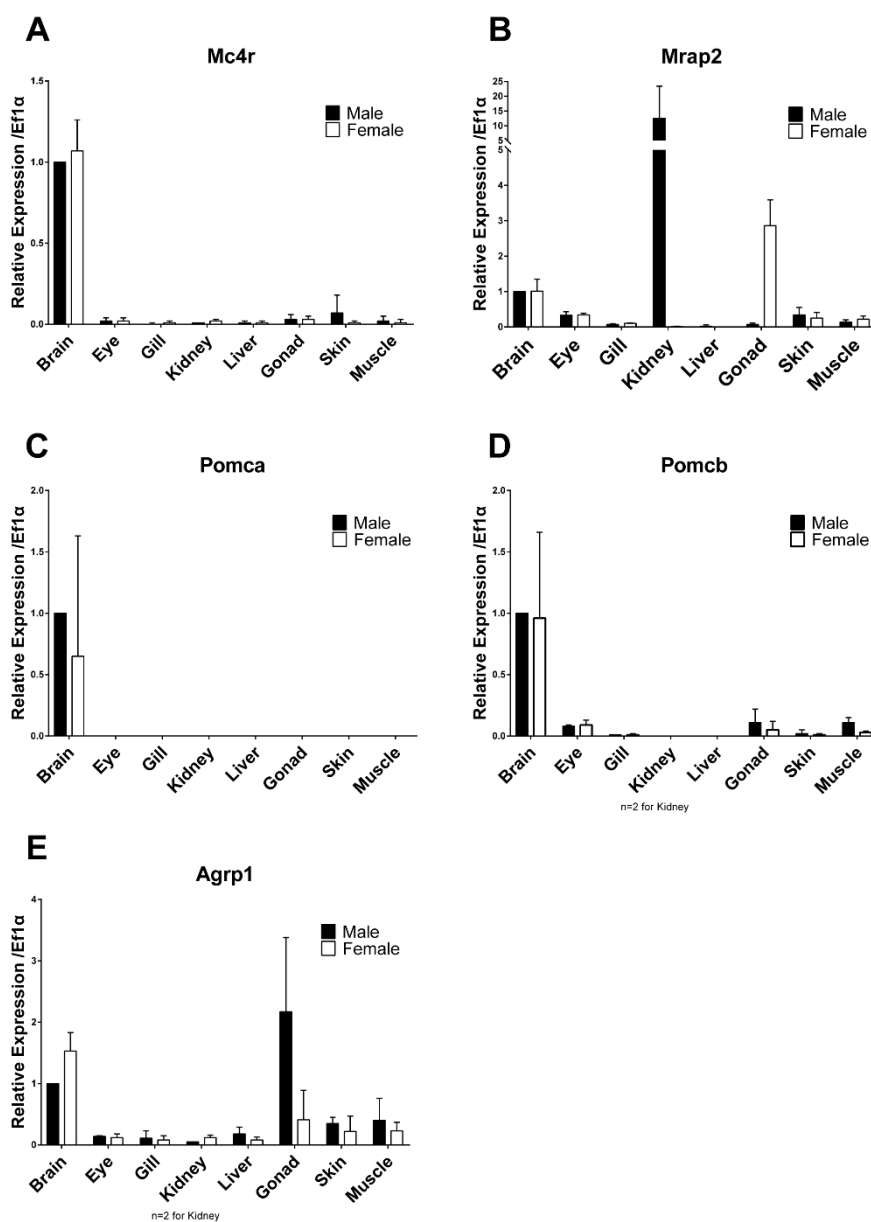 A
Mc4r
Relative Expression /Ef1α
1.5
1.0
0.5
0.0
Male
Female
Brain
Eye
Gill
Kidney
Liver
Gonad
Skin
Muscle
B
Mrap2
Relative Expression /Ef1α
25
20
15
10
5
5
4
3
2
1
0
Male
Female
Brain
Eye
Gill
Kidney
Liver
Gonad
Skin
Muscle
C
Pomca
Relative Expression /Ef1α
2.0
1.5
1.0
0.5
0.0
Male
Female
Brain
Eye
Gill
Kidney
Liver
Gonad
Skin
Muscle
D
Pomcb
Relative Expression /Ef1α
2.0
1.5
1.0
0.5
0.0
Male
Female
Brain
Eye
Gill
Kidney
Liver
Gonad
Skin
Muscle
n=2 for Kidney
E
Agrp1
Relative Expression /Ef1α
4
3
2
1
0
Male
Female
Brain
Eye
Gill
Kidney
Liver
Gonad
Skin
Muscle
n=2 for Kidney